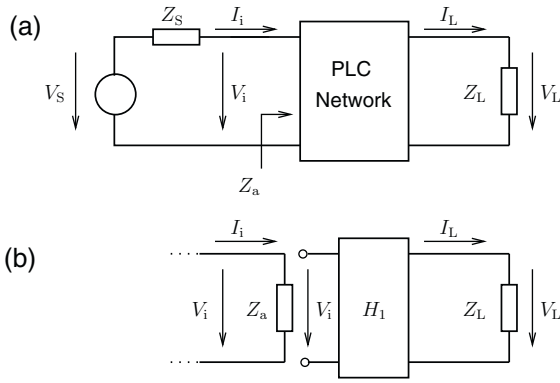 (a)
Z_S
I_i
I_L
V_S
V_i
PLC
Network
Z_L
V_L
Z_a
(b)
I_i
I_L
....
V_i
Z_a
V_i
H_1
Z_L
V_L
....